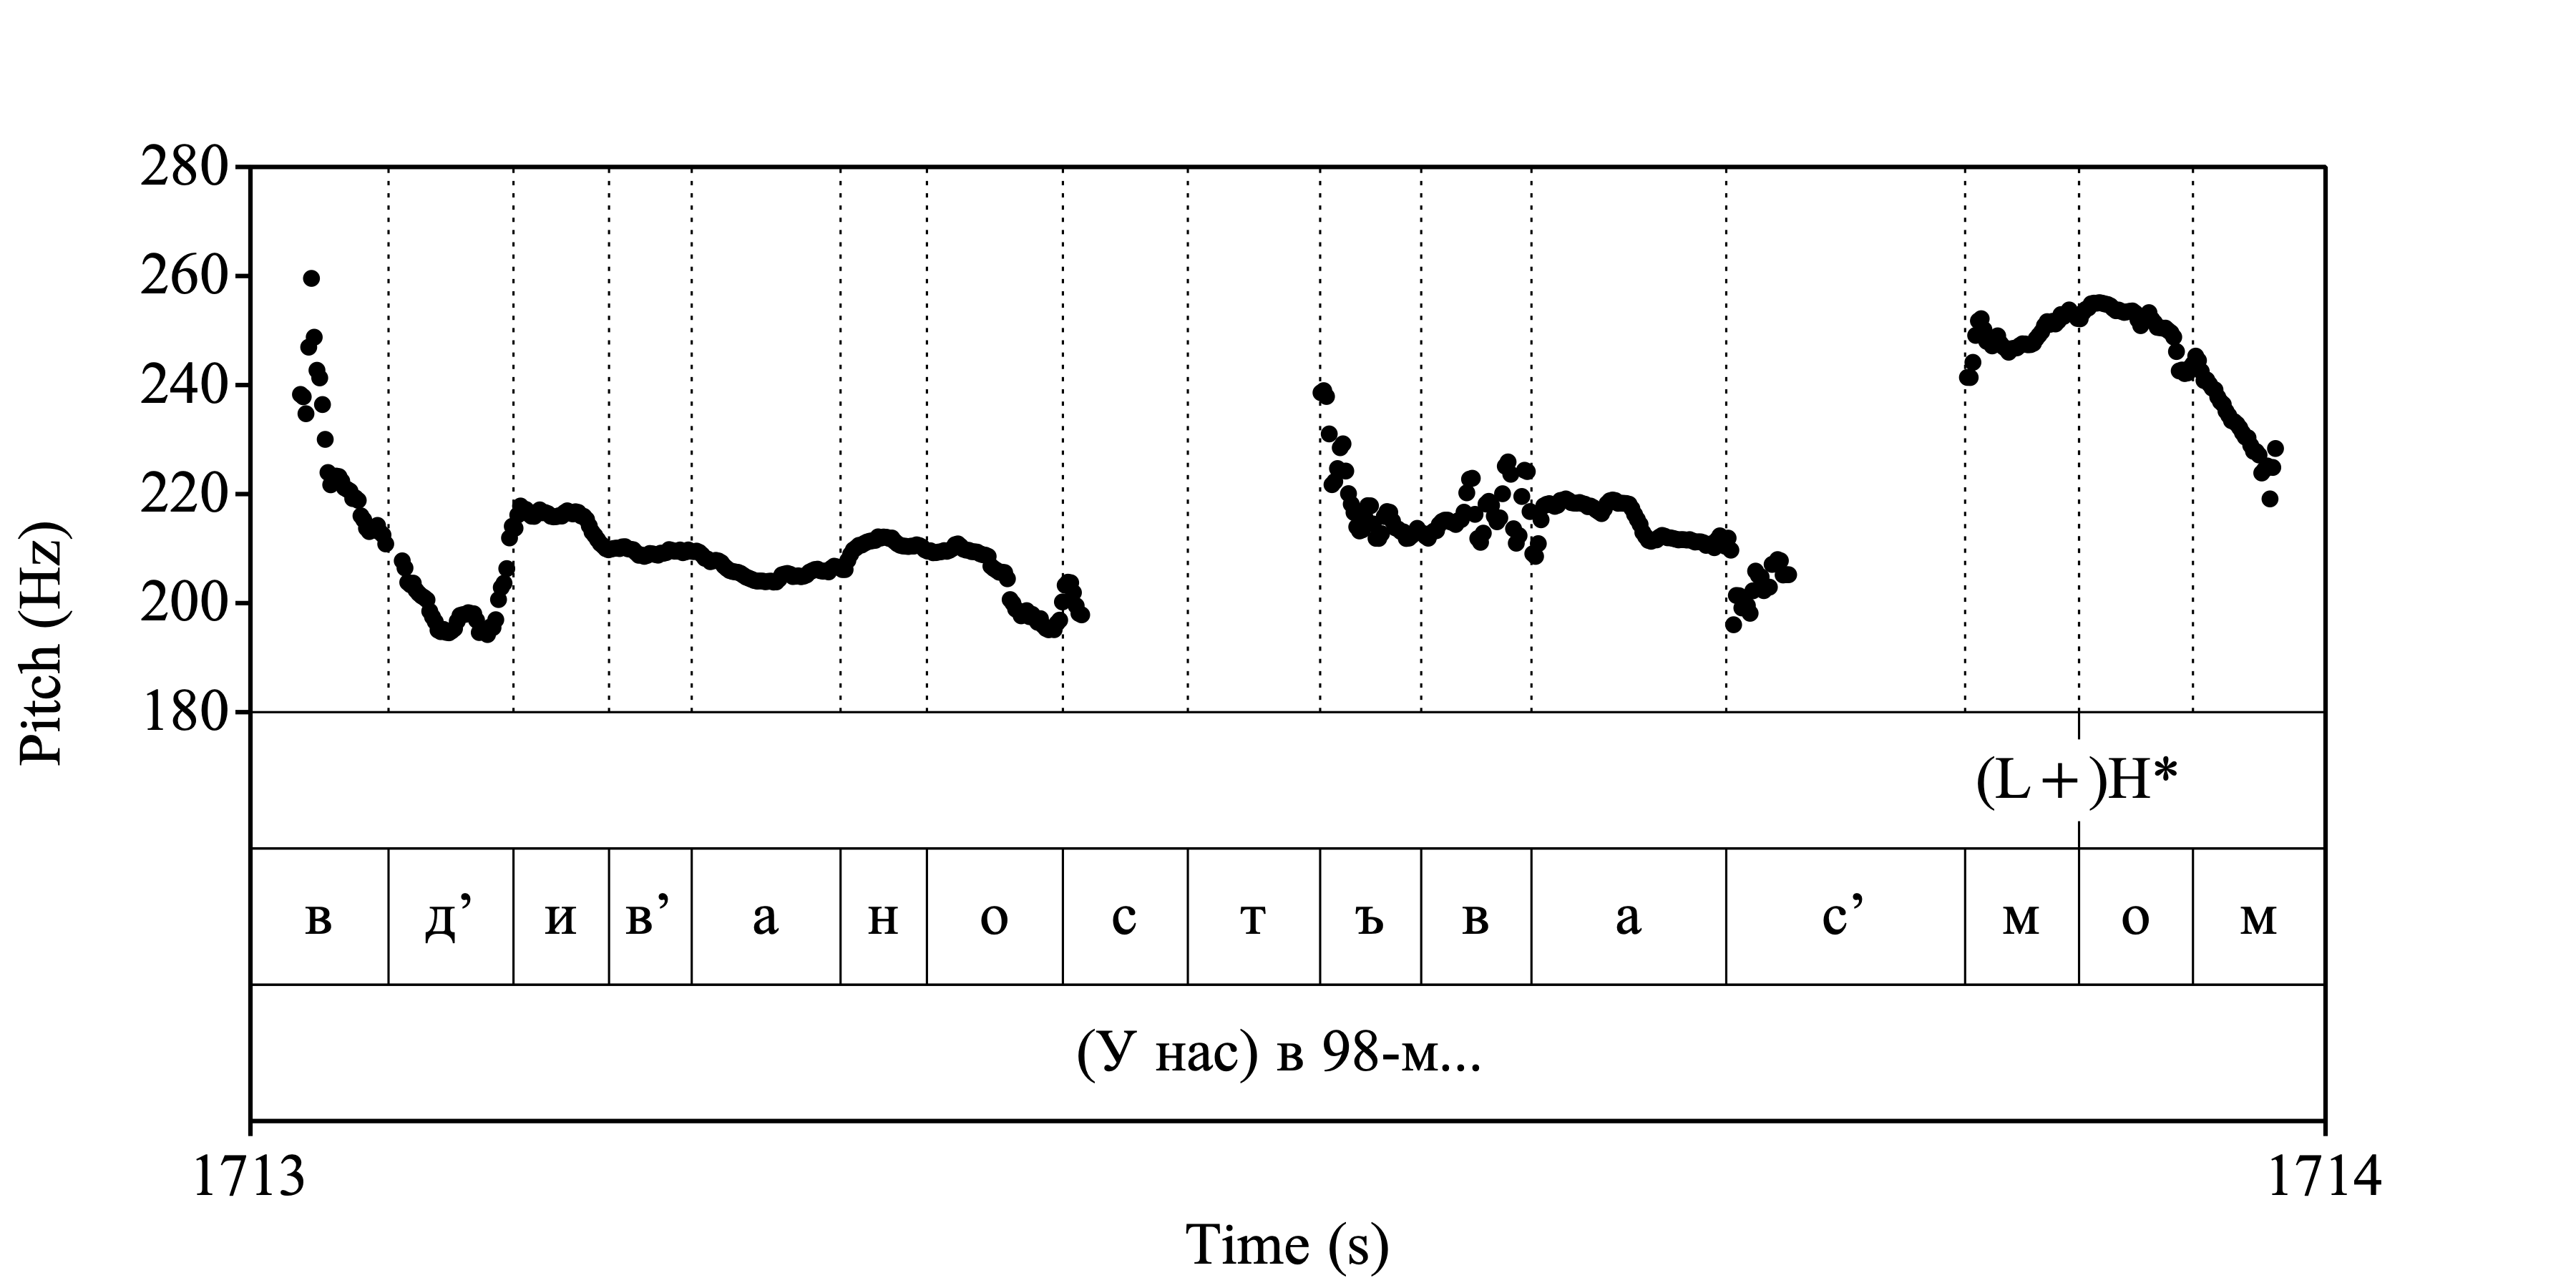 280
260
240
220
200
180
Pitch (Hz)
(L+)H*
в д’ и в’ а н о с т ъ в а с’ м о м
(У нас) в 98-м...
1713 1714
Time (s)